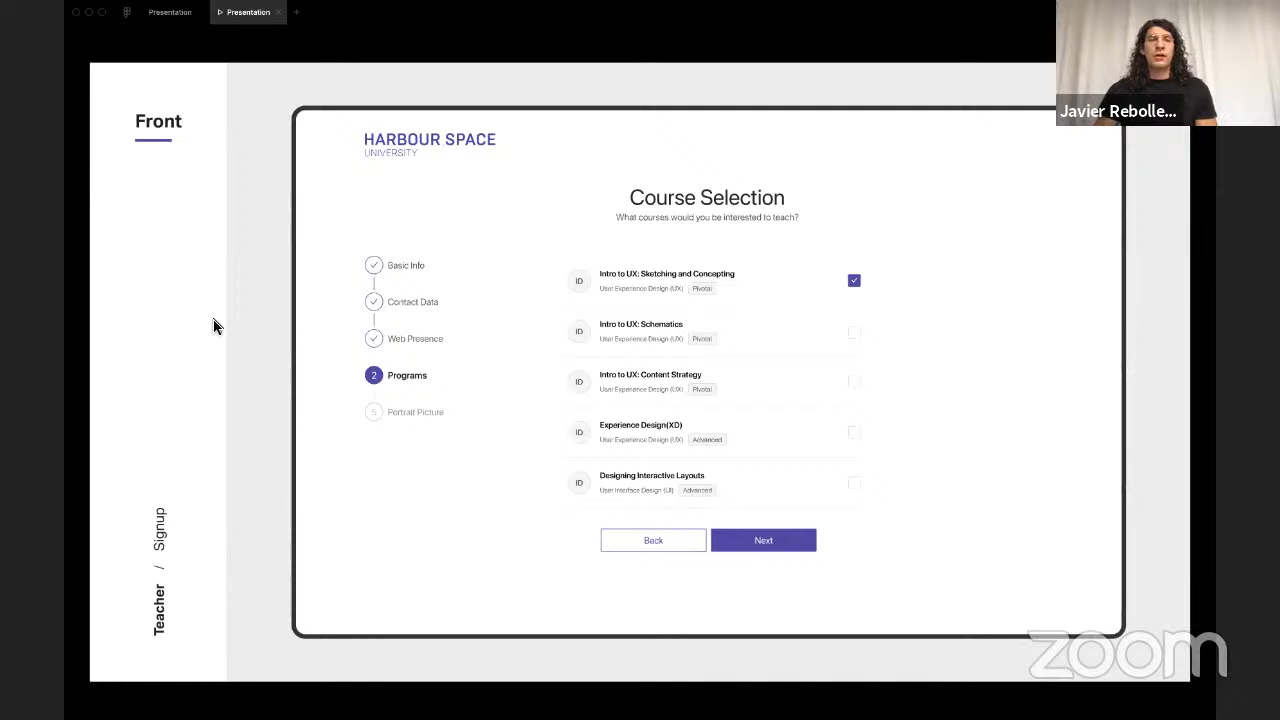 Presentation
Presentation
Javier Rebolle...
Front
HARBOUR SPACE
UNIVERSITY
Course Selection
What courses would you be interested to teach?
Basic Info
Contact Data
Web Presence
2 Programs
5 Portrait Picture
ID Intro to UX: Sketching and Concepting
User Experience Design (UX) Pivotal
ID Intro to UX: Schematics
User Experience Design (UX) Pivotal
ID Intro to UX: Content Strategy
User Experience Design (UX) Pivotal
ID Experience Design(XD)
User Experience Design (UX) Advanced
ID Designing Interactive Layouts
User Interface Design (UI) Advanced
Back Next
Teacher / Signup
zoom